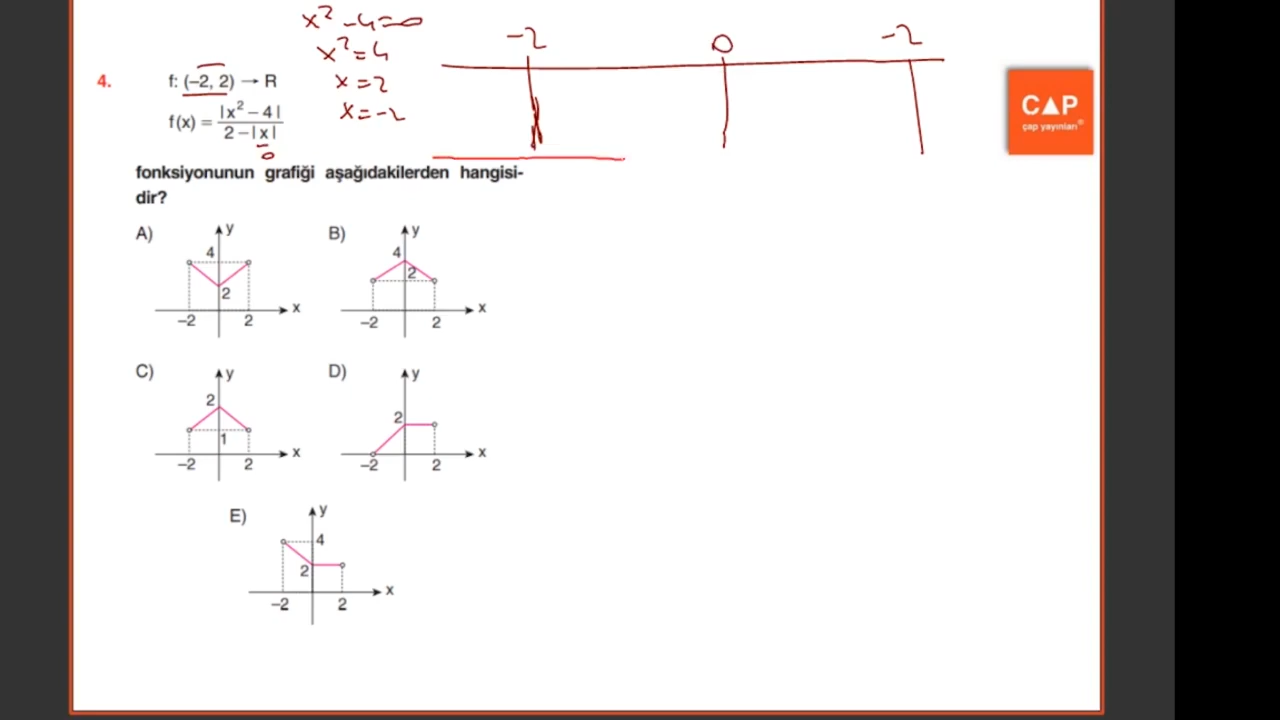 x² -4=0
x²=4
x=2
x=-2
-2 0 -2
4. f: (–2, 2) → R
f(x) = |x² – 4| / 2 – |x|
0
fonksiyonunun grafiği aşağıdakilerden hangisi-
dir?
CAP
çap yayınları®
A) y 4 2 –2 2 x
B) y 4 2 –2 2 x
C) y 2 1 –2 2 x
D) y 2 –2 2 x
E) y 4 2 –2 2 x